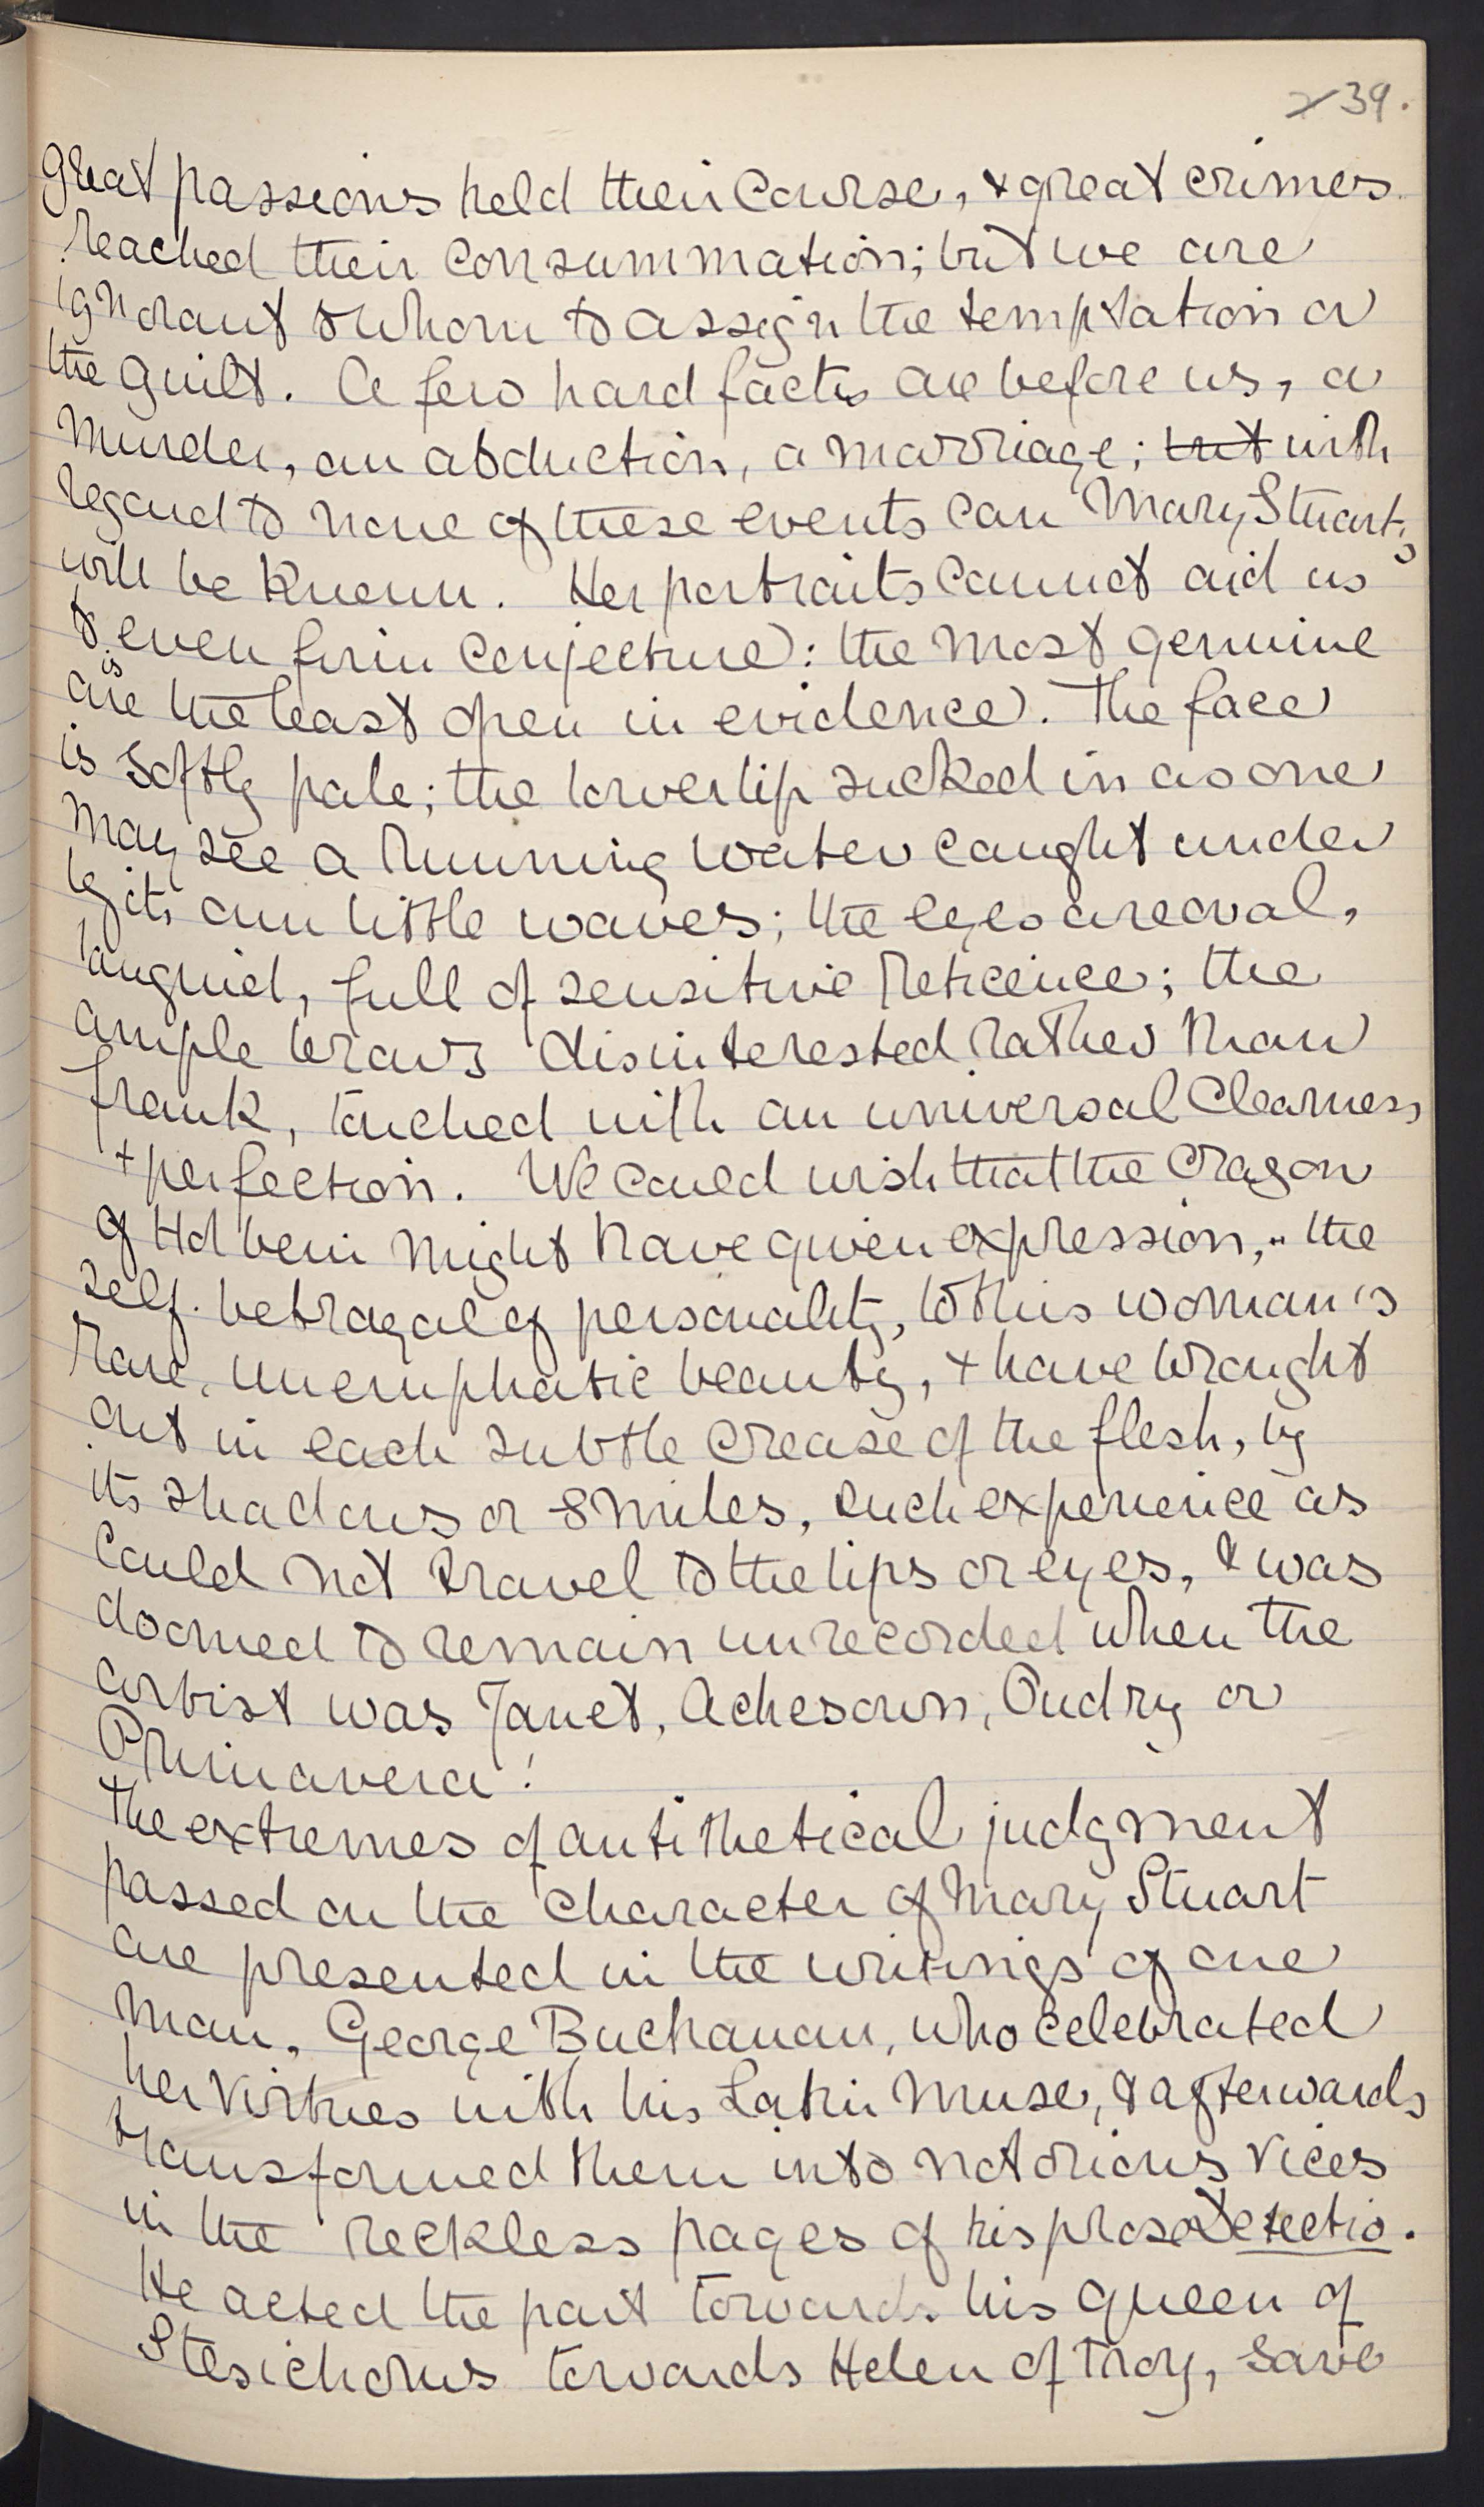 39.
great passions held their course, & great crimes
reached their consummation; but we are
ignorant to whom to assign the temptation or
the guilt. A few hard facts are before us, a
murder, an abduction, a marriage; but with
regard to none of these events can Mary Stuart's
will be known. Her portraits cannot aid us
to even form conjecture: the most genuine
are is the least open in evidence. The face
is softly pale; the lower lip sucked in as one
may see a running water caught under
by its own little waves; the eyes are oval,
languid, full of sensitive reticence; the
ample brows disinterested rather than
frank, touched with an universal clearness
+ perfection. We could wish that the crayon
of Holbein might have given expression, - the
self-betrayal of personality, to this woman's
rare, unemphatic beauty, + have wrought
out in each subtle crease of the flesh, by
its shadows or smiles, such experience as
could not travel to the lips or eyes, & was
doomed to remain unrecorded when the
artist was Janet, Achesown, Oudry or
Primavera!
The extremes of antithetical judgment
passed on the character of Mary Stuart
are presented in the writings of one
man, George Buchanan, who celebrated
her virtues with his Latin Muse, & afterwards
transformed them into notorious vices
in the reckless pages of his prose Detectio.
He acted the part towards his queen of
Stesichorus towards Helen of Troy, save